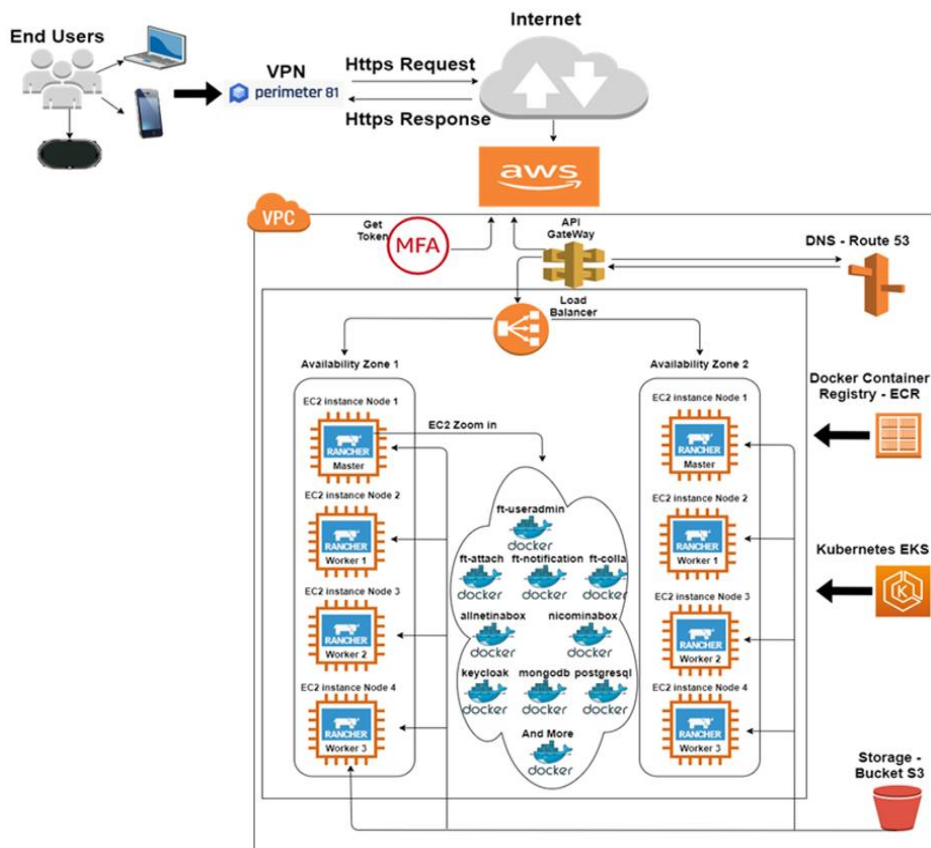 End Users
VPN
perimeter 81
Https Request
Https Response
Internet
aws
VPC
Get
Token
MFA
API
GateWay
DNS - Route 53
Load
Balancer
Availability Zone 1
EC2 instance Node 1
RANCHER
Master
EC2 instance Node 2
RANCHER
Worker 1
EC2 instance Node 3
RANCHER
Worker 2
EC2 instance Node 4
RANCHER
Worker 3
EC2 Zoom in
ft-useradmin
docker
ft-attach
docker
ft-notification
docker
ft-colla
docker
allnetinabox
docker
nicominabox
docker
keycloak
docker
mongodb
docker
postgresql
docker
And More
docker
Availability Zone 2
EC2 instance Node 1
RANCHER
Master
EC2 instance Node 2
RANCHER
Worker 1
EC2 instance Node 3
RANCHER
Worker 2
EC2 instance Node 4
RANCHER
Worker 3
Docker Container
Registry - ECR
Kubernetes EKS
K
Storage -
Bucket S3